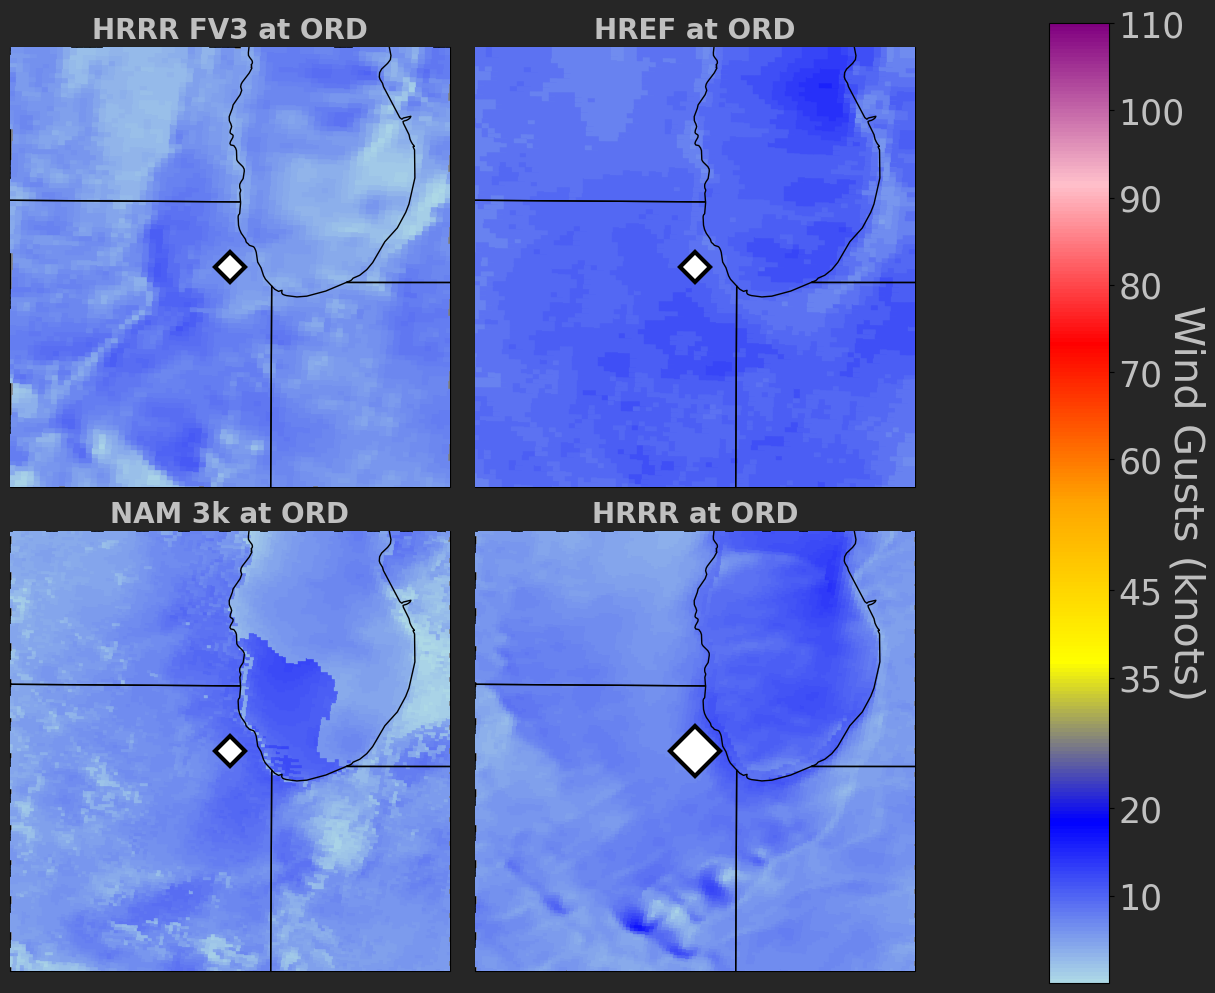 HRRR FV3 at ORD
HREF at ORD
NAM 3k at ORD
HRRR at ORD
110
100
90
80
70
60
45
35
20
10
Wind Gusts (knots)